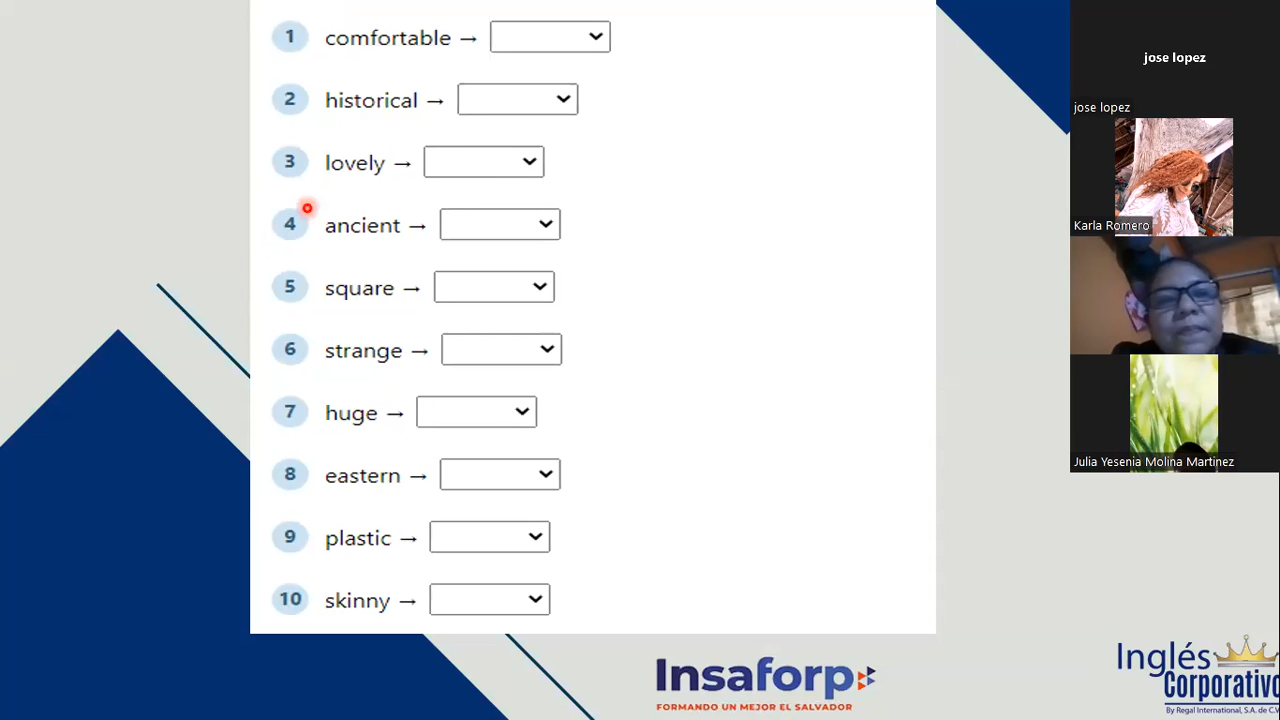 1 comfortable →
2 historical →
3 lovely →
4 ancient →
5 square →
6 strange →
7 huge →
8 eastern →
9 plastic →
10 skinny →
jose lopez
jose lopez
Karla Romero
Julia Yesenia Molina Martinez
Insaforp
FORMANDO UN MEJOR EL SALVADOR
Inglés
Corporativo
By Regal International, S.A. de C.V